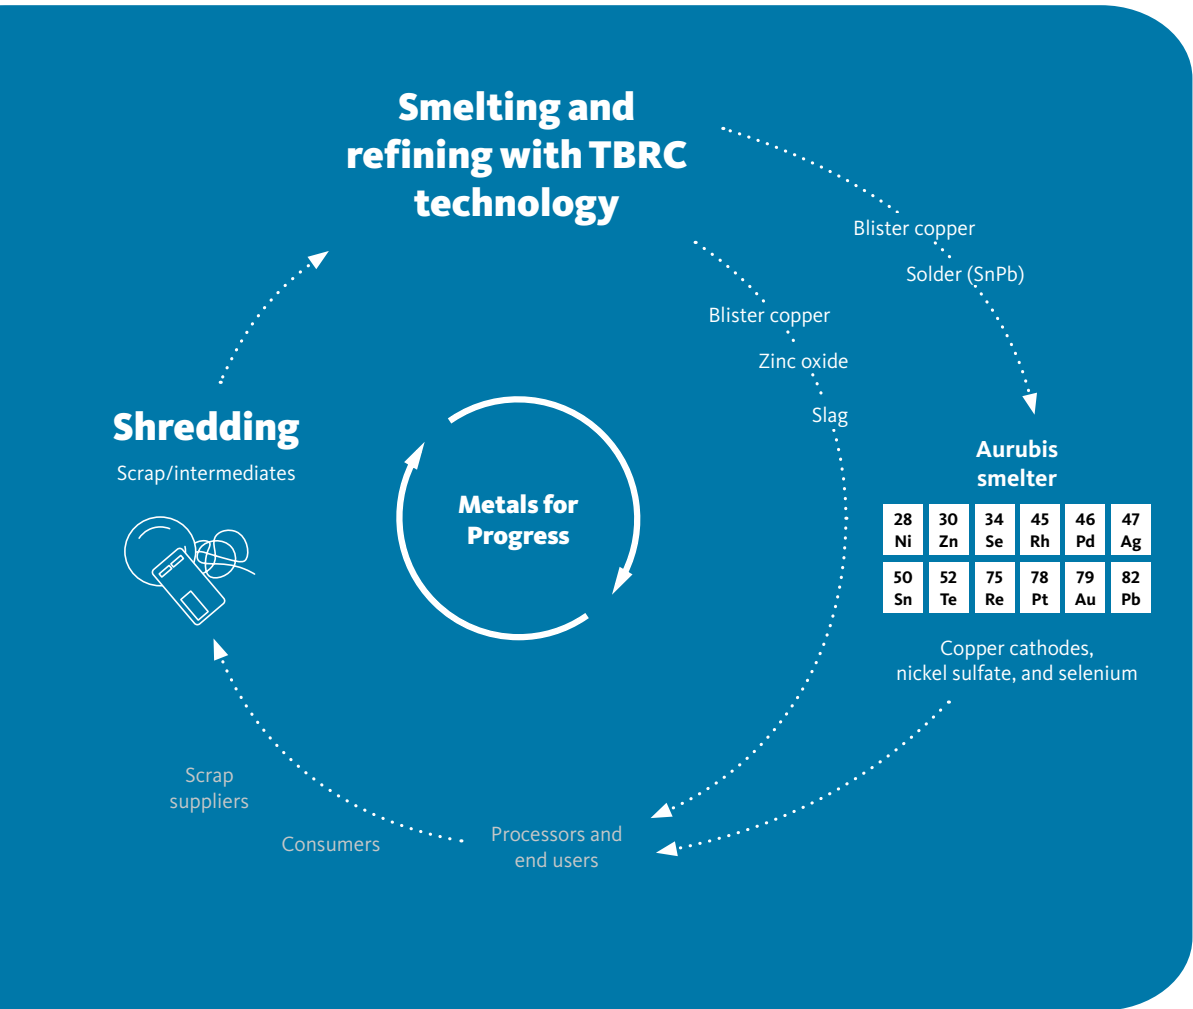 Smelting and
refining with TBRC
technology
Blister copper
Solder (SnPb)
Blister copper
Zinc oxide
Slag
Shredding
Scrap/intermediates
Metals for
Progress
Aurubis
smelter
28 30 34 45 46 47
Ni Zn Se Rh Pd Ag
50 52 75 78 79 82
Sn Te Re Pt Au Pb
Copper cathodes,
nickel sulfate, and selenium
Scrap
suppliers
Consumers
Processors and
end users